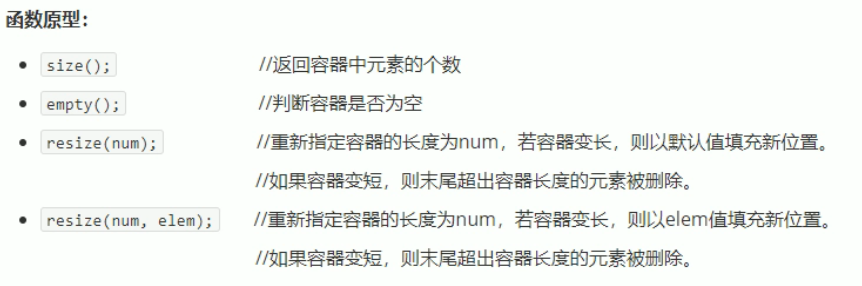 函数原型：
size(); //返回容器中元素的个数
empty(); //判断容器是否为空
resize(num); //重新指定容器的长度为num，若容器变长，则以默认值填充新位置。
//如果容器变短，则末尾超出容器长度的元素被删除。
resize(num, elem); //重新指定容器的长度为num，若容器变长，则以elem值填充新位置。
//如果容器变短，则末尾超出容器长度的元素被删除。